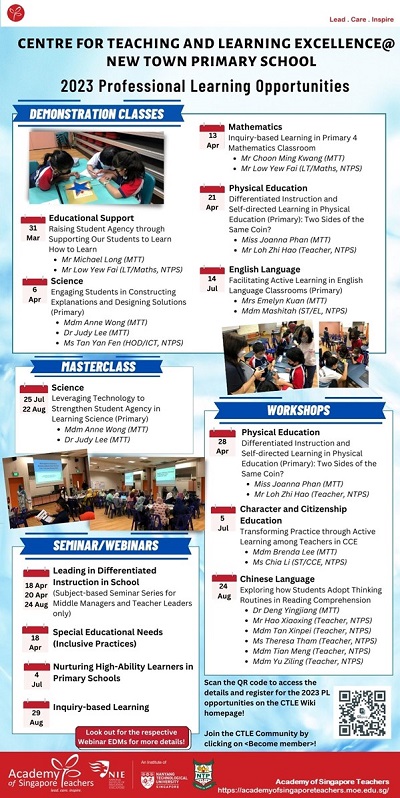 Lead . Care . Inspire
CENTRE FOR TEACHING AND LEARNING EXCELLENCE@
NEW TOWN PRIMARY SCHOOL
2023 Professional Learning Opportunities
DEMONSTRATION CLASSES
31 Mar
Educational Support
Raising Student Agency through
Supporting Our Students to Learn
How to Learn
• Mr Michael Long (MTT)
• Mr Low Yew Fai (LT/Maths, NTPS)
6 Apr
Science
Engaging Students in Constructing
Explanations and Designing Solutions
(Primary)
• Mdm Anne Wong (MTT)
• Dr Judy Lee (MTT)
• Ms Tan Yan Fen (HOD/ICT, NTPS)
13 Apr
Mathematics
Inquiry-based Learning in Primary 4
Mathematics Classroom
• Mr Choon Ming Kwang (MTT)
• Mr Low Yew Fai (LT/Maths, NTPS)
21 Apr
Physical Education
Differentiated Instruction and
Self-directed Learning in Physical
Education (Primary): Two Sides of the
Same Coin?
• Miss Joanna Phan (MTT)
• Mr Loh Zhi Hao (Teacher, NTPS)
14 Jul
English Language
Facilitating Active Learning in English
Language Classrooms (Primary)
• Mrs Emelyn Kuan (MTT)
• Mdm Mashitah (ST/EL, NTPS)
MASTERCLASS
25 Jul
22 Aug
Science
Leveraging Technology to
Strengthen Student Agency in
Learning Science (Primary)
• Mdm Anne Wong (MTT)
• Dr Judy Lee (MTT)
WORKSHOPS
28 Apr
Physical Education
Differentiated Instruction and
Self-directed Learning in Physical
Education (Primary): Two Sides of the
Same Coin?
• Miss Joanna Phan (MTT)
• Mr Loh Zhi Hao (Teacher, NTPS)
5 Jul
Character and Citizenship
Education
Transforming Practice through Active
Learning among Teachers in CCE
• Mdm Brenda Lee (MTT)
• Ms Chia Li (ST/CCE, NTPS)
24 Aug
Chinese Language
Exploring how Students Adopt Thinking
Routines in Reading Comprehension
• Dr Deng Yingjiang (MTT)
• Mr Hao Xiaoxing (Teacher, NTPS)
• Mdm Tan Xinpei (Teacher, NTPS)
• Ms Theresa Tham (Teacher, NTPS)
• Mdm Tian Meng (Teacher, NTPS)
• Mdm Yu Ziling (Teacher, NTPS)
SEMINAR/WEBINARS
18 Apr
20 Apr
24 Aug
Leading in Differentiated
Instruction in School
(Subject-based Seminar Series for
Middle Managers and Teacher Leaders
only)
18 Apr
Special Educational Needs
(Inclusive Practices)
4 Jul
Nurturing High-Ability Learners in
Primary Schools
29 Aug
Inquiry-based Learning
Look out for the respective
Webinar EDMs for more details!
Scan the QR code to access the
details and register for the 2023 PL
opportunities on the CTLE Wiki
homepage!
Join the CTLE Community by
clicking on <Become member>!
Academy
of Singapore Teachers
lead. care. inspire
NIE
An Institute of
NANYANG
TECHNOLOGICAL
UNIVERSITY
SINGAPORE
NTP
Academy of Singapore Teachers
https://academyofsingaporeteachers.moe.edu.sg/